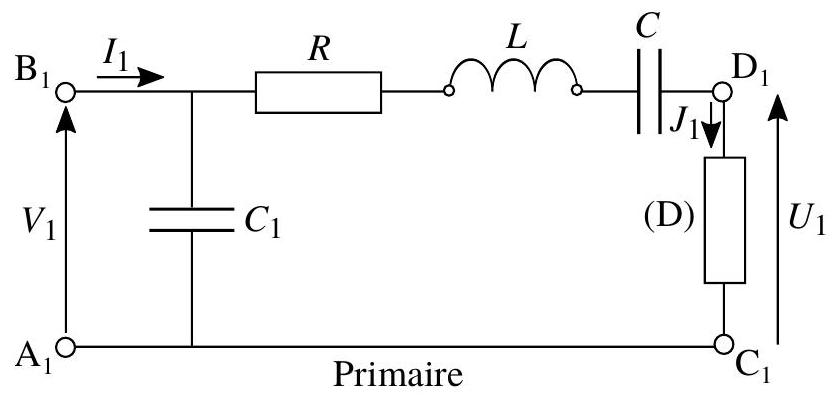 B₁ I₁ R L C D₁
J₁
V₁ C₁ (D) U₁
A₁ Primaire C₁